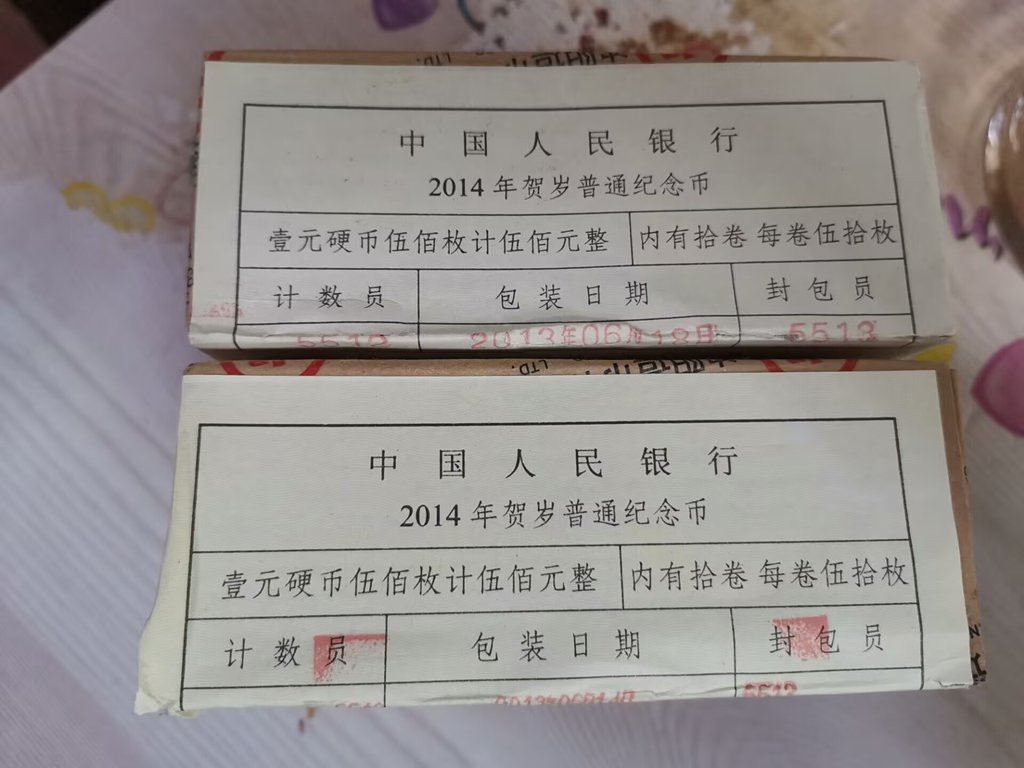 LTD.
中国人民银行
2014年贺岁普通纪念币
壹元硬币伍佰枚计伍佰元整 内有拾卷 每卷伍拾枚
计数员 包装日期 封包员
5513 2013年06月18日 5513
LTD.
中国人民银行
2014年贺岁普通纪念币
壹元硬币伍佰枚计伍佰元整 内有拾卷 每卷伍拾枚
计数员 包装日期 封包员